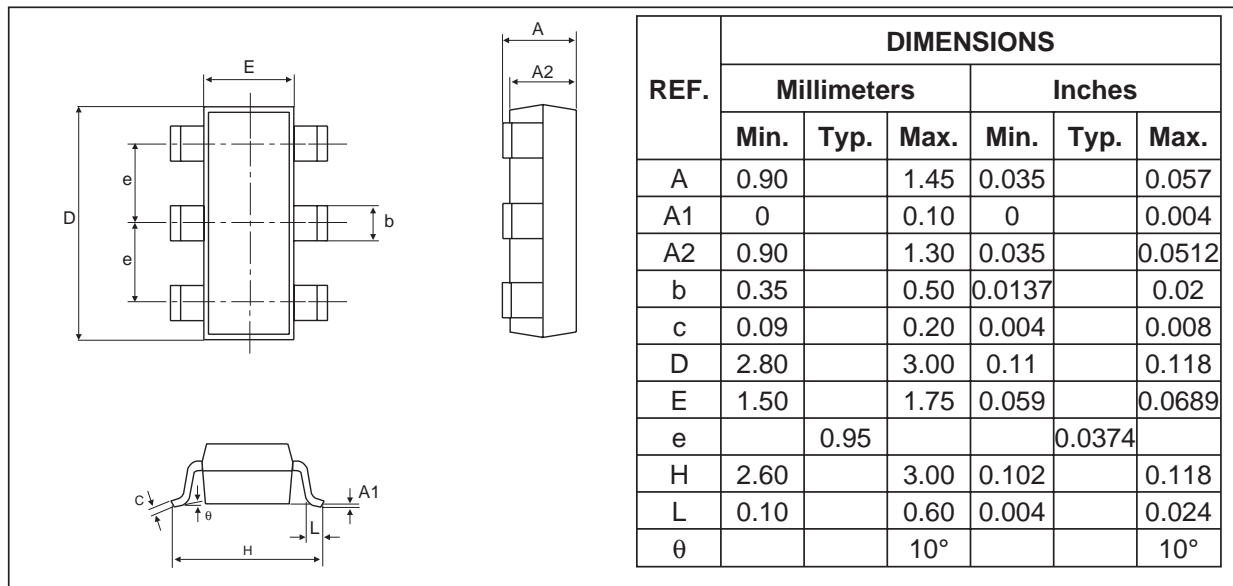 A
A2
E
e
D
b
e
A1
C
θ
L
H
DIMENSIONS
REF. Millimeters Inches
Min. Typ. Max. Min. Typ. Max.
A 0.90 1.45 0.035 0.057
A1 0 0.10 0 0.004
A2 0.90 1.30 0.035 0.0512
b 0.35 0.50 0.0137 0.02
c 0.09 0.20 0.004 0.008
D 2.80 3.00 0.11 0.118
E 1.50 1.75 0.059 0.0689
e 0.95 0.0374
H 2.60 3.00 0.102 0.118
L 0.10 0.60 0.004 0.024
θ 10° 10°